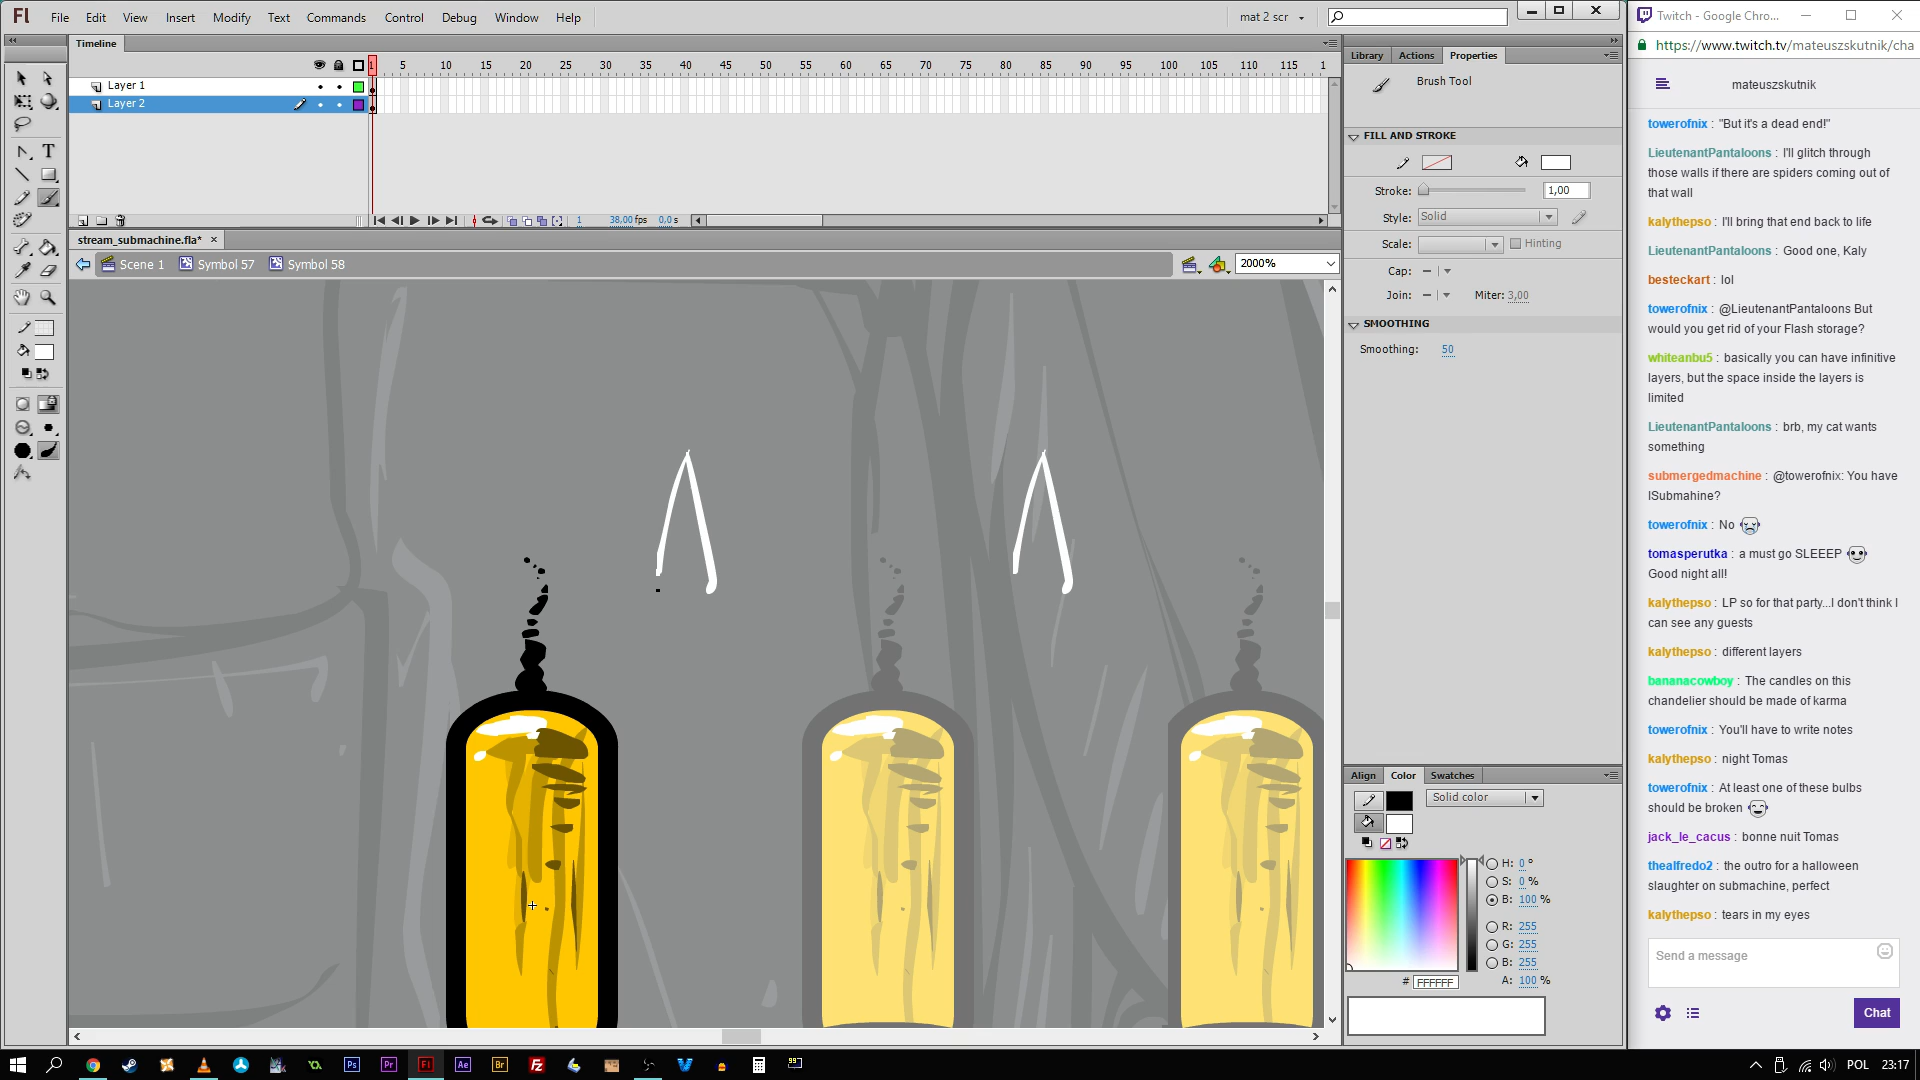 Fl File Edit View Insert Modify Text Commands Control Debug Window Help mat 2 scr
Twitch - Google Chro...
https://www.twitch.tv/mateuszskutnik/cha
Timeline
1 5 10 15 20 25 30 35 40 45 50 55 60 65 70 75 80 85 90 95 100 105 110 115 1
Layer 1
Layer 2
1 38,00 fps 0,0 s
stream_submachine.fla*
Scene 1 Symbol 57 Symbol 58
2000%
Library Actions Properties
Brush Tool
FILL AND STROKE
Stroke: 1,00
Style: Solid
Scale: Hinting
Cap:
Join: Miter: 3,00
SMOOTHING
Smoothing: 50
Align Color Swatches
Solid color
H: 0 °
S: 0 %
B: 100 %
R: 255
G: 255
B: 255
# FFFFFF A: 100 %
mateuszskutnik
towerofnix : "But it's a dead end!"
LieutenantPantaloons : I'll glitch through
those walls if there are spiders coming out of
that wall
kalythepso : I'll bring that end back to life
LieutenantPantaloons : Good one, Kaly
besteckart : lol
towerofnix : @LieutenantPantaloons But
would you get rid of your Flash storage?
whiteanbu5 : basically you can have infinitive
layers, but the space inside the layers is
limited
LieutenantPantaloons : brb, my cat wants
something
submergedmachine : @towerofnix: You have
ISubmahine?
towerofnix : No
tomasperutka : a must go SLEEEP
Good night all!
kalythepso : LP so for that party...I don't think I
can see any guests
kalythepso : different layers
bananacowboy : The candles on this
chandelier should be made of karma
towerofnix : You'll have to write notes
kalythepso : night Tomas
towerofnix : At least one of these bulbs
should be broken
jack_le_cacus : bonne nuit Tomas
thealfredo2 : the outro for a halloween
slaughter on submachine, perfect
kalythepso : tears in my eyes
Send a message
Chat
Ps Pr Fl Ae Br Fz POL 23:17